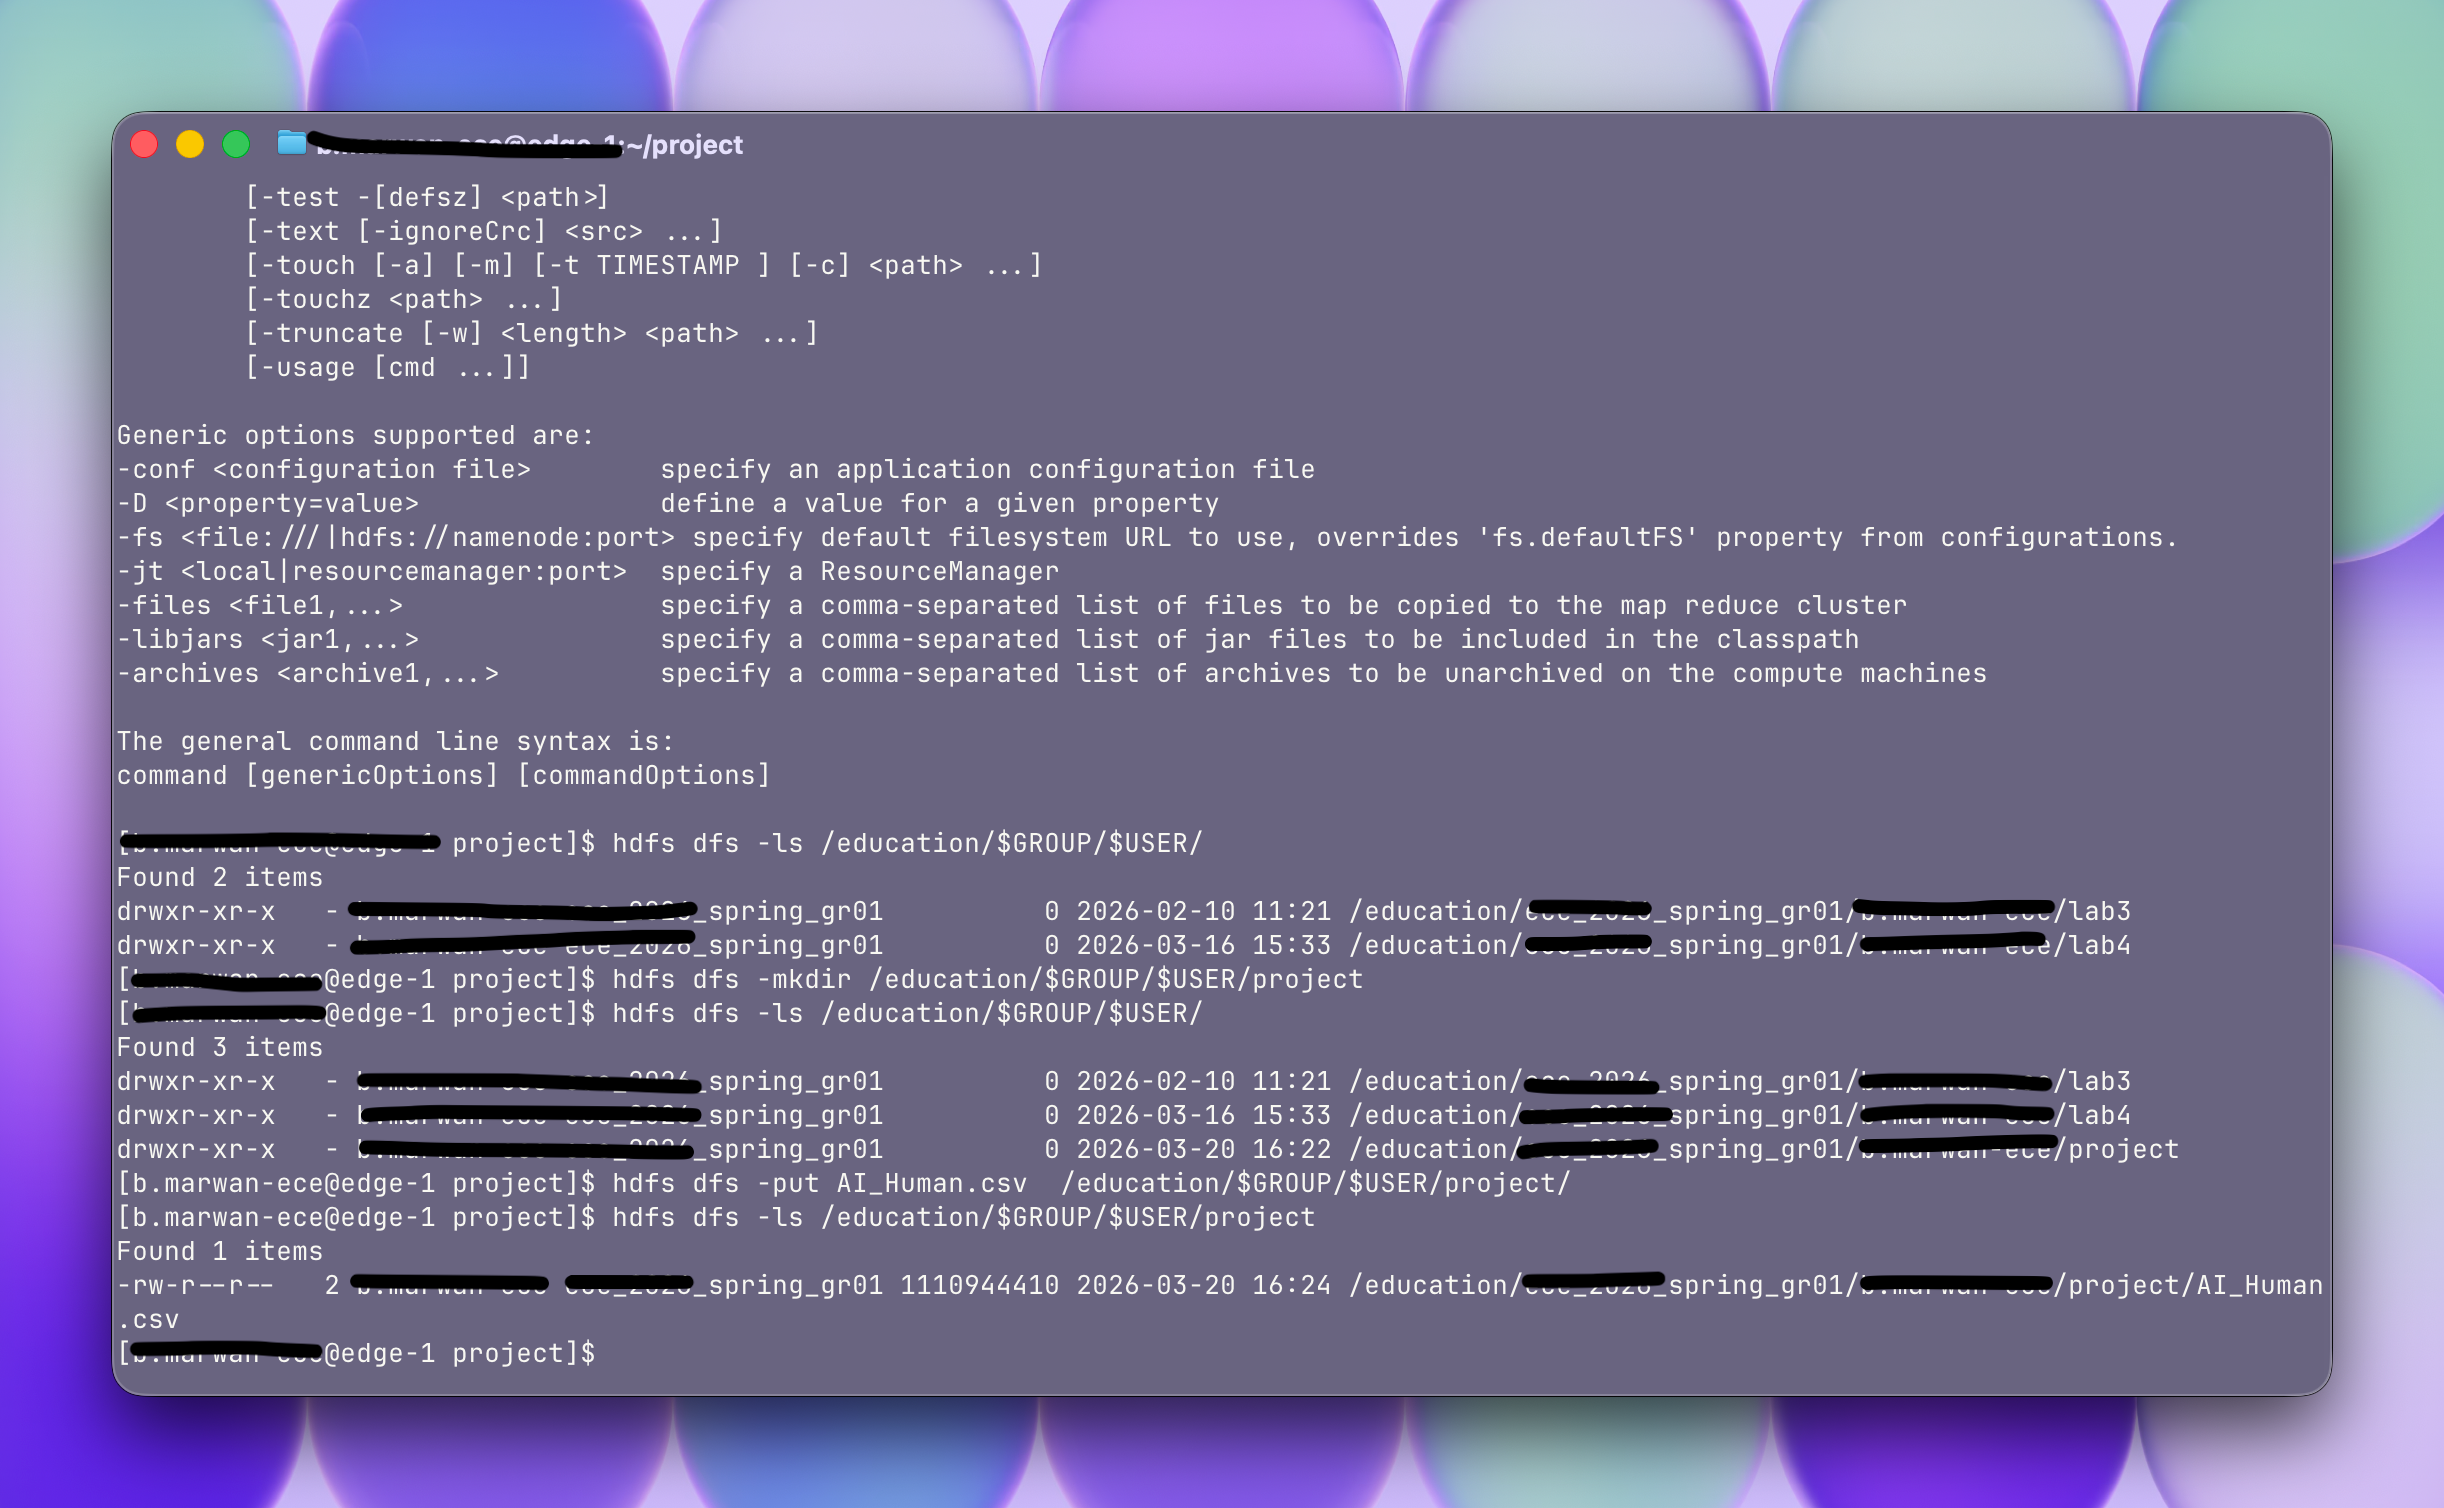 :~/project
[-test -[defsz] <path>]
[-text [-ignoreCrc] <src> ...]
[-touch [-a] [-m] [-t TIMESTAMP ] [-c] <path> ...]
[-touchz <path> ...]
[-truncate [-w] <length> <path> ...]
[-usage [cmd ...]]
Generic options supported are:
-conf <configuration file>        specify an application configuration file
-D <property=value>               define a value for a given property
-fs <file:///|hdfs://namenode:port> specify default filesystem URL to use, overrides 'fs.defaultFS' property from configurations.
-jt <local|resourcemanager:port>  specify a ResourceManager
-files <file1,...>                specify a comma-separated list of files to be copied to the map reduce cluster
-libjars <jar1,...>               specify a comma-separated list of jar files to be included in the classpath
-archives <archive1,...>          specify a comma-separated list of archives to be unarchived on the compute machines
The general command line syntax is:
command [genericOptions] [commandOptions]
project]$ hdfs dfs -ls /education/$GROUP/$USER/
Found 2 items
drwxr-xr-x   - _spring_gr01          0 2026-02-10 11:21 /education/_spring_gr01/ /lab3
drwxr-xr-x   - _spring_gr01          0 2026-03-16 15:33 /education/_spring_gr01/ /lab4
[@edge-1 project]$ hdfs dfs -mkdir /education/$GROUP/$USER/project
[@edge-1 project]$ hdfs dfs -ls /education/$GROUP/$USER/
Found 3 items
drwxr-xr-x   - _spring_gr01          0 2026-02-10 11:21 /education/_spring_gr01/ /lab3
drwxr-xr-x   - _spring_gr01          0 2026-03-16 15:33 /education/_spring_gr01/ /lab4
drwxr-xr-x   - _spring_gr01          0 2026-03-20 16:22 /education/_spring_gr01/ /project
[b.marwan-ece@edge-1 project]$ hdfs dfs -put AI_Human.csv  /education/$GROUP/$USER/project/
[b.marwan-ece@edge-1 project]$ hdfs dfs -ls /education/$GROUP/$USER/project
Found 1 items
-rw-r--r--   2 _spring_gr01 1110944410 2026-03-20 16:24 /education/_spring_gr01/ /project/AI_Human
.csv
[@edge-1 project]$